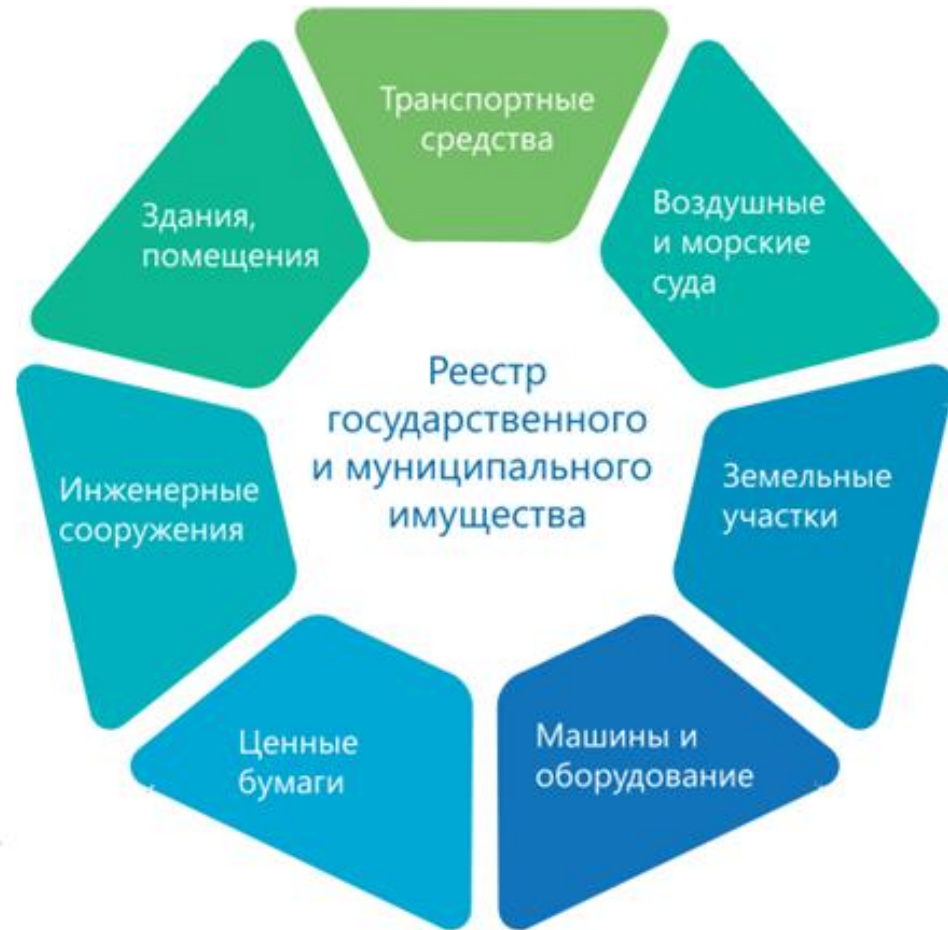 Транспортные
средства
Воздушные
и морские
суда
Земельные
участки
Машины и
оборудование
Ценные
бумаги
Инженерные
сооружения
Здания,
помещения
Реестр
государственного
и муниципального
имущества